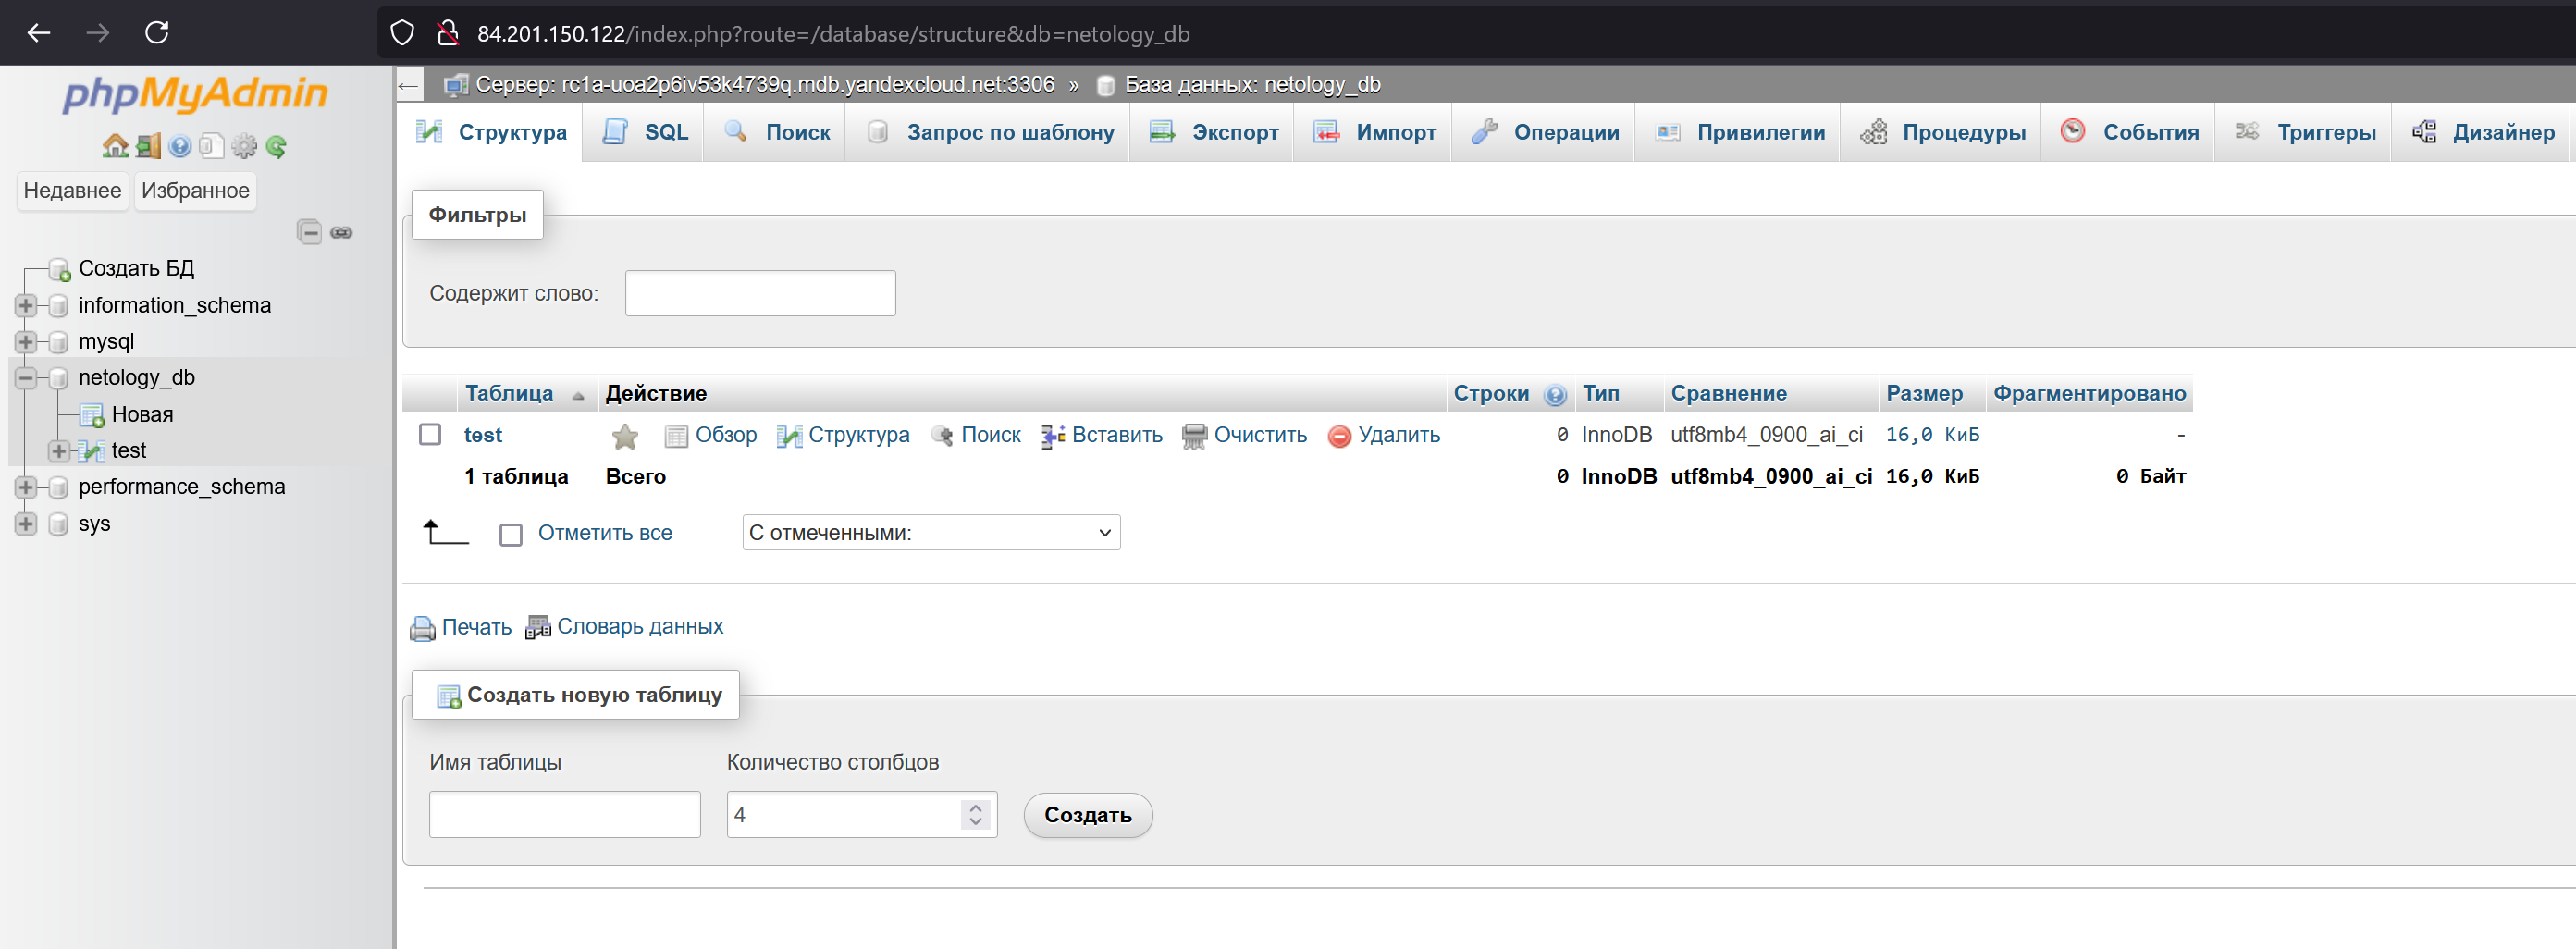 84.201.150.122/index.php?route=/database/structure&db=netology_db
phpMyAdmin
Недавнее Избранное
Создать БД
information_schema
mysql
netology_db
Новая
test
performance_schema
sys
Сервер: rc1a-uoa2p6iv53k4739q.mdb.yandexcloud.net:3306 » База данных: netology_db
Структура SQL Поиск Запрос по шаблону Экспорт Импорт Операции Привилегии Процедуры События Триггеры Дизайнер
Фильтры
Содержит слово:
Таблица Действие Строки Тип Сравнение Размер Фрагментировано
test Обзор Структура Поиск Вставить Очистить Удалить 0 InnoDB utf8mb4_0900_ai_ci 16,0 КиБ -
1 таблица Всего 0 InnoDB utf8mb4_0900_ai_ci 16,0 КиБ 0 Байт
Отметить все С отмеченными:
Печать Словарь данных
Создать новую таблицу
Имя таблицы Количество столбцов
4 Создать